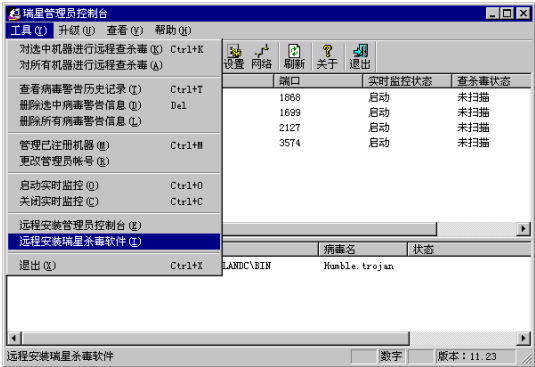 瑞星管理员控制台
工具(T) 升级(U) 查看(V) 帮助(H)
对选中机器进行远程查杀毒(K) Ctrl+K
对所有机器进行远程查杀毒(A)
查看病毒警告历史记录(T) Ctrl+T
删除选中病毒警告信息(D) Del
删除所有病毒警告信息(L)
管理已注册机器(M) Ctrl+M
更改管理员帐号(R)
启动实时监控(O) Ctrl+O
关闭实时监控(C) Ctrl+C
远程安装管理员控制台(E)
远程安装瑞星杀毒软件(I)
退出(X) Ctrl+X
设置 网络 刷新 关于 退出
端口 实时监控状态 查杀毒状态
1868 启动 未扫描
1699 启动 未扫描
2127 启动 未扫描
3574 启动 未扫描
病毒名 状态
LANDC\BIN Humble.trojan
远程安装瑞星杀毒软件 数字 版本：11.23